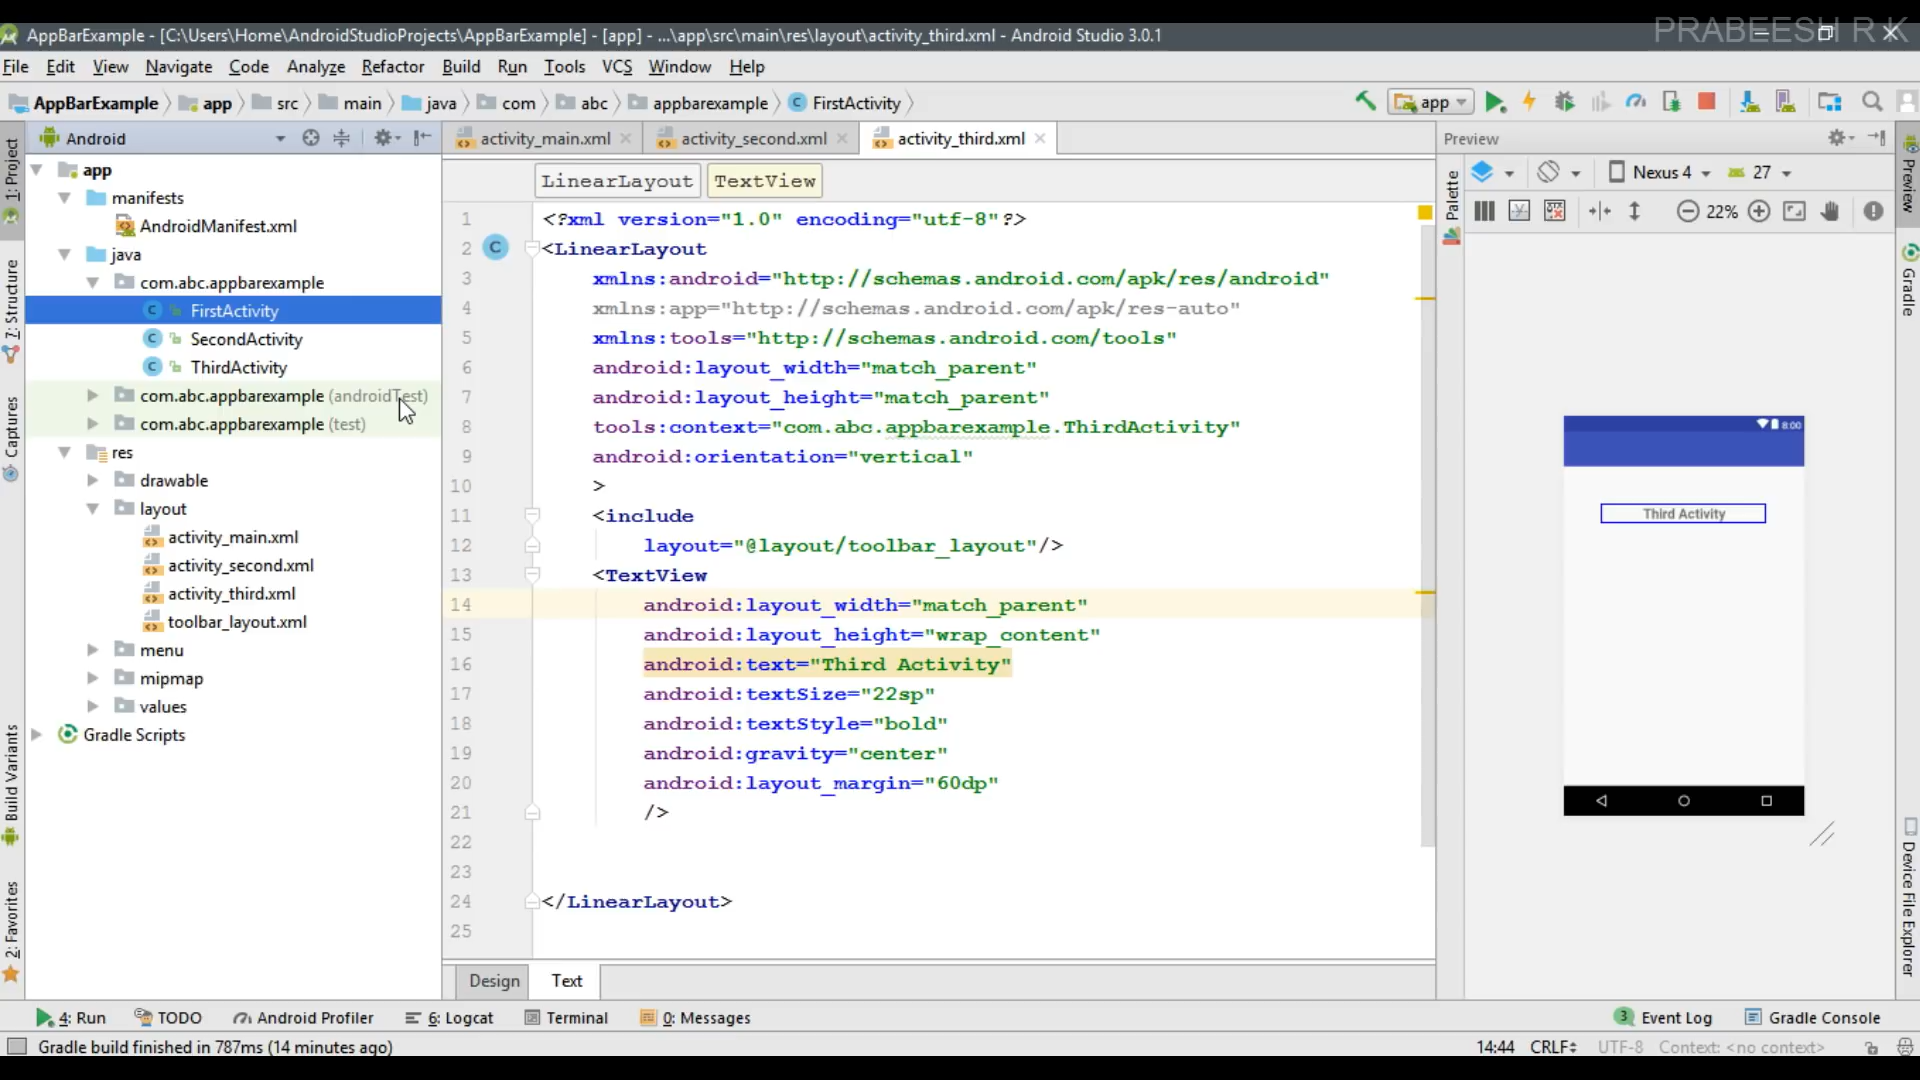 PRABEESH R K
AppBarExample - [C:\Users\Home\AndroidStudioProjects\AppBarExample] - [app] - ...\app\src\main\res\layout\activity_third.xml - Android Studio 3.0.1
File Edit View Navigate Code Analyze Refactor Build Run Tools VCS Window Help
AppBarExample app src main java com abc appbarexample FirstActivity
app
Android
activity_main.xml activity_second.xml activity_third.xml
Preview
1: Project
7: Structure
Captures
Build Variants
2: Favorites
app
manifests
AndroidManifest.xml
java
com.abc.appbarexample
FirstActivity
SecondActivity
ThirdActivity
com.abc.appbarexample (androidTest)
com.abc.appbarexample (test)
res
drawable
layout
activity_main.xml
activity_second.xml
activity_third.xml
toolbar_layout.xml
menu
mipmap
values
Gradle Scripts
LinearLayout TextView
1 <?xml version="1.0" encoding="utf-8"?>
2 <LinearLayout
3 xmlns:android="http://schemas.android.com/apk/res/android"
4 xmlns:app="http://schemas.android.com/apk/res-auto"
5 xmlns:tools="http://schemas.android.com/tools"
6 android:layout_width="match_parent"
7 android:layout_height="match_parent"
8 tools:context="com.abc.appbarexample.ThirdActivity"
9 android:orientation="vertical"
10 >
11 <include
12 layout="@layout/toolbar_layout"/>
13 <TextView
14 android:layout_width="match_parent"
15 android:layout_height="wrap_content"
16 android:text="Third Activity"
17 android:textSize="22sp"
18 android:textStyle="bold"
19 android:gravity="center"
20 android:layout_margin="60dp"
21 />
22
23
24 </LinearLayout>
25
Design Text
Palette
Nexus 4 27
22%
8:00
Third Activity
Preview
Gradle
Device File Explorer
4: Run TODO Android Profiler 6: Logcat Terminal 0: Messages
3 Event Log Gradle Console
Gradle build finished in 787ms (14 minutes ago)
14:44 CRLF UTF-8 Context: <no context>